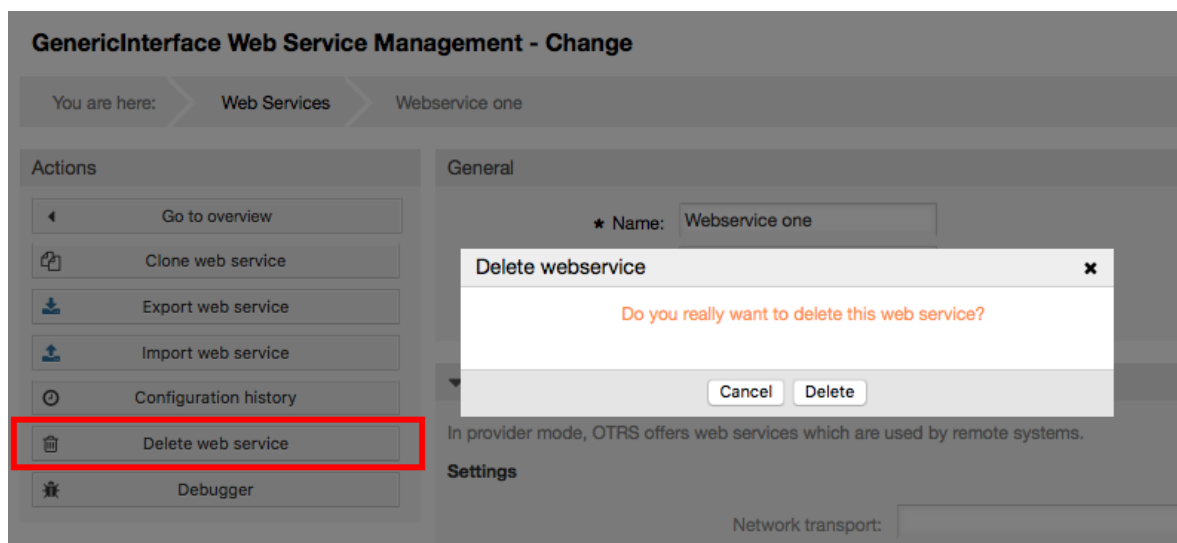 GenericInterface Web Service Management - Change
You are here: Web Services Webservice one
Actions
Go to overview
Clone web service
Export web service
Import web service
Configuration history
Delete web service
Debugger
General
★ Name: Webservice one
Delete webservice ✖
Do you really want to delete this web service?
Cancel Delete
In provider mode, OTRS offers web services which are used by remote systems.
Settings
Network transport: